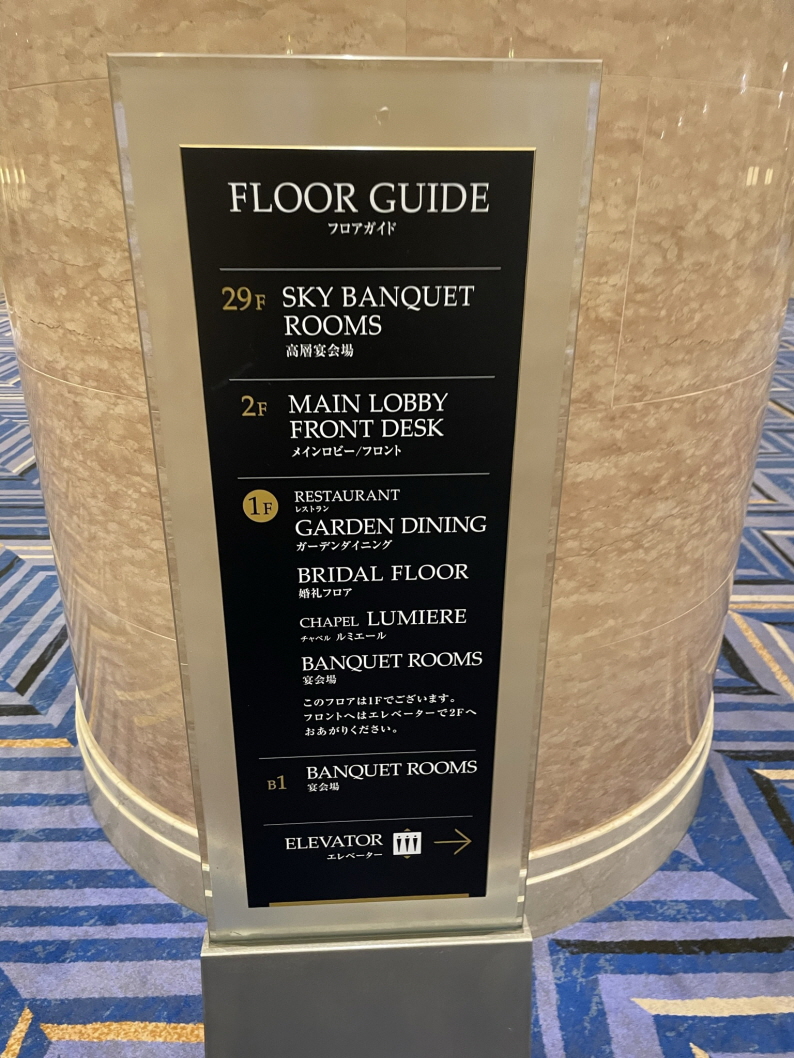 FLOOR GUIDE
フロアガイド
29F SKY BANQUET
ROOMS
高層宴会場
2F MAIN LOBBY
FRONT DESK
メインロビー/フロント
1F RESTAURANT
レストラン
GARDEN DINING
ガーデンダイニング
BRIDAL FLOOR
婚礼フロア
CHAPEL LUMIERE
チャペル ルミエール
BANQUET ROOMS
宴会場
このフロアは1Fでございます。
フロントへはエレベーターで2Fへ
おあがりください。
B1 BANQUET ROOMS
宴会場
ELEVATOR
エレベーター